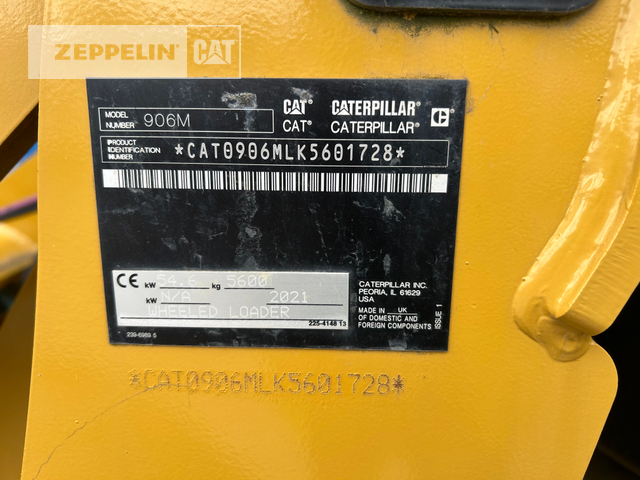 ZEPPELIN CAT
MODEL NUMBER 906M
CAT® CATERPILLAR® C
CAT® CATERPILLAR®
PRODUCT IDENTIFICATION NUMBER *CAT0906MLK5601728*
CE 54.6 kW 5600 kg
N/A kW 2021
WHEELED LOADER
225-4148 13
239-6969 5
CATERPILLAR INC.
PEORIA, IL 61629
USA
MADE IN UK
OF DOMESTIC AND
FOREIGN COMPONENTS
ISSUE 1
*CAT0906MLK5601728*